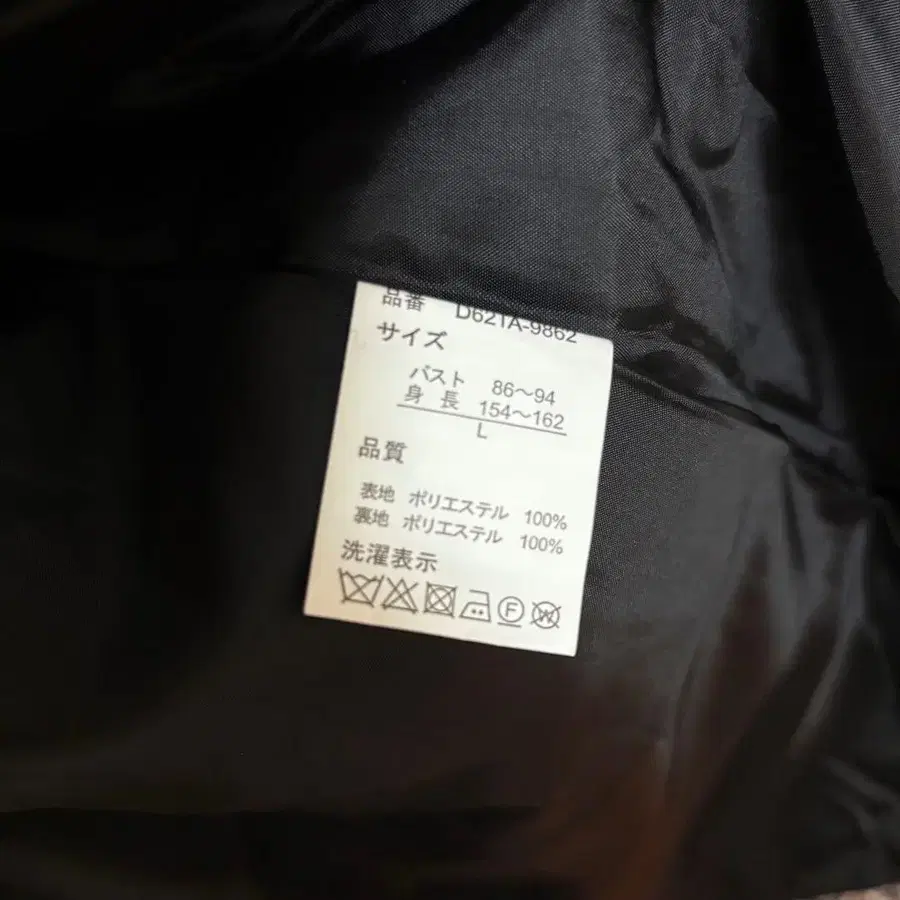 品番 D621A-9862
サイズ
バスト 86～94
身長 154～162
L
品質
表地 ポリエステル 100%
裏地 ポリエステル 100%
洗濯表示
F W